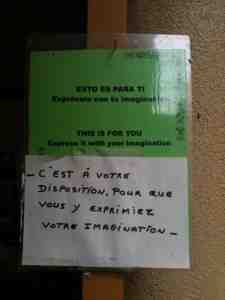 ESTO ES PARA TI
Exprésate con tu imaginación
THIS IS FOR YOU
Express it with your imagination
_ C'EST À VOTRE
DISPOSITION, POUR QUE
VOUS Y EXPRIMIEZ
VOTRE IMAGINATION _